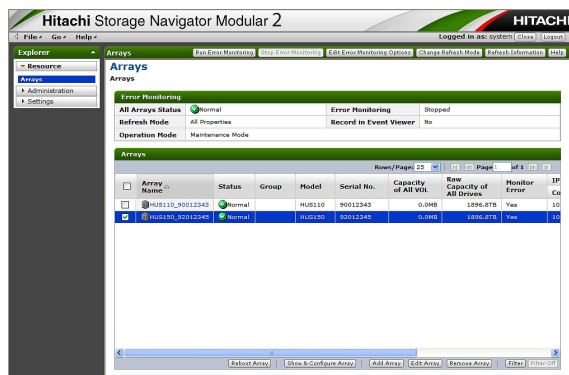 Hitachi Storage Navigator Modular 2
HITACHI
File Go Help
Logged in as: system Close Logout
Explorer
Arrays
Run Error Monitoring Stop Error Monitoring Edit Error Monitoring Options Change Refresh Mode Refresh Information Help
Resource
Arrays
Administration
Settings
Arrays
Arrays
Error Monitoring
All Arrays Status Normal Error Monitoring Stopped
Refresh Mode All Properties Record in Event Viewer No
Operation Mode Maintenance Mode
Arrays
Rows/Page: 25 Page 1 of 1
Array Name Status Group Model Serial No. Capacity of All VOL Raw Capacity of All Drives Monitor Error IP
Co
HUS110_90012343 Normal HUS110 90012343 0.0MB 1896.8TB Yes 10
HUS150_92012345 Normal HUS150 92012345 0.0MB 1896.8TB Yes 10
Reboot Array Show & Configure Array Add Array Edit Array Remove Array Filter Filter Off